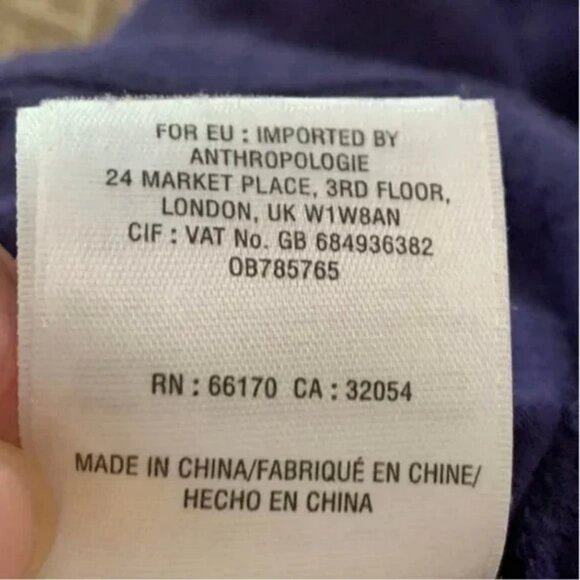 FOR EU : IMPORTED BY
ANTHROPOLOGIE
24 MARKET PLACE, 3RD FLOOR,
LONDON, UK W1W8AN
CIF : VAT No. GB 684936382
OB785765
RN : 66170 CA : 32054
MADE IN CHINA/FABRIQUÉ EN CHINE/
HECHO EN CHINA